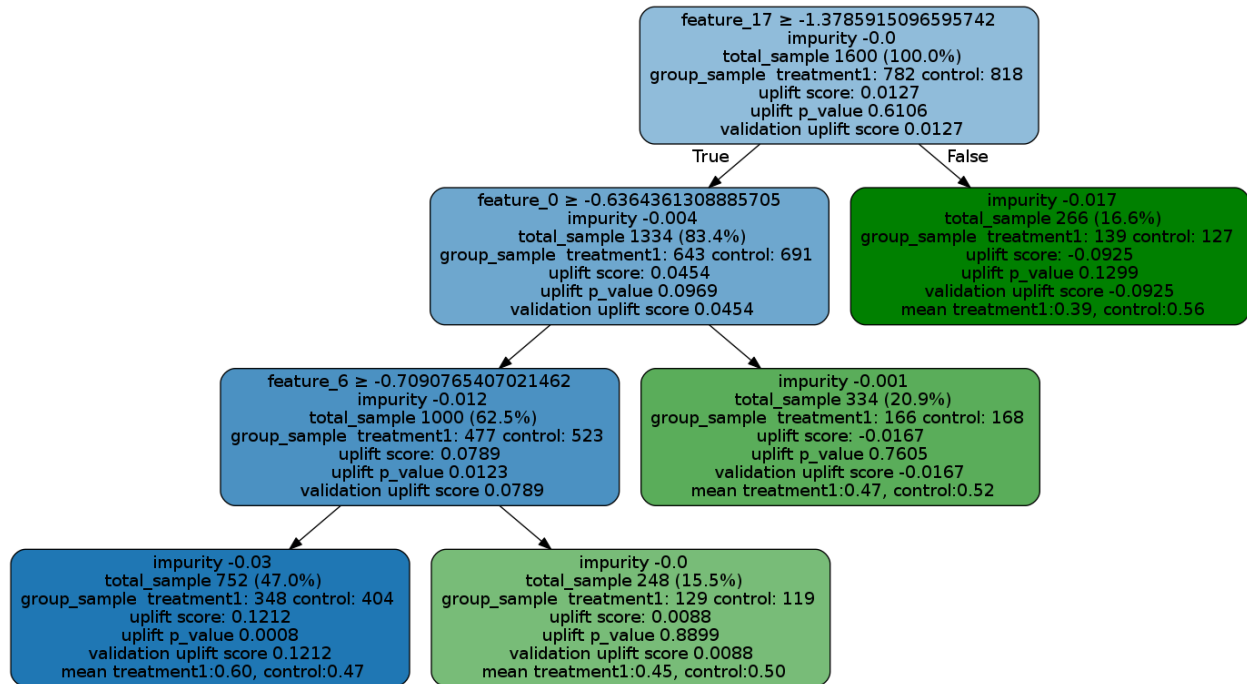 feature_17 ≥ -1.3785915096595742
impurity -0.0
total_sample 1600 (100.0%)
group_sample  treatment1: 782 control: 818
uplift score: 0.0127
uplift p_value 0.6106
validation uplift score 0.0127
True
False
feature_0 ≥ -0.6364361308885705
impurity -0.004
total_sample 1334 (83.4%)
group_sample  treatment1: 643 control: 691
uplift score: 0.0454
uplift p_value 0.0969
validation uplift score 0.0454
impurity -0.017
total_sample 266 (16.6%)
group_sample  treatment1: 139 control: 127
uplift score: -0.0925
uplift p_value 0.1299
validation uplift score -0.0925
mean treatment1:0.39, control:0.56
feature_6 ≥ -0.7090765407021462
impurity -0.012
total_sample 1000 (62.5%)
group_sample  treatment1: 477 control: 523
uplift score: 0.0789
uplift p_value 0.0123
validation uplift score 0.0789
impurity -0.001
total_sample 334 (20.9%)
group_sample  treatment1: 166 control: 168
uplift score: -0.0167
uplift p_value 0.7605
validation uplift score -0.0167
mean treatment1:0.47, control:0.52
impurity -0.03
total_sample 752 (47.0%)
group_sample  treatment1: 348 control: 404
uplift score: 0.1212
uplift p_value 0.0008
validation uplift score 0.1212
mean treatment1:0.60, control:0.47
impurity -0.0
total_sample 248 (15.5%)
group_sample  treatment1: 129 control: 119
uplift score: 0.0088
uplift p_value 0.8899
validation uplift score 0.0088
mean treatment1:0.45, control:0.50